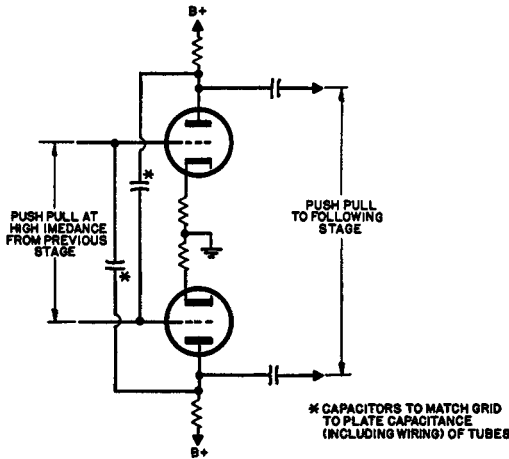 B+
*
PUSH PULL AT
HIGH IMEDANCE
FROM PREVIOUS
STAGE
PUSH PULL
TO FOLLOWING
STAGE
*
B+
* CAPACITORS TO MATCH GRID
TO PLATE CAPACITANCE
(INCLUDING WIRING) OF TUBES